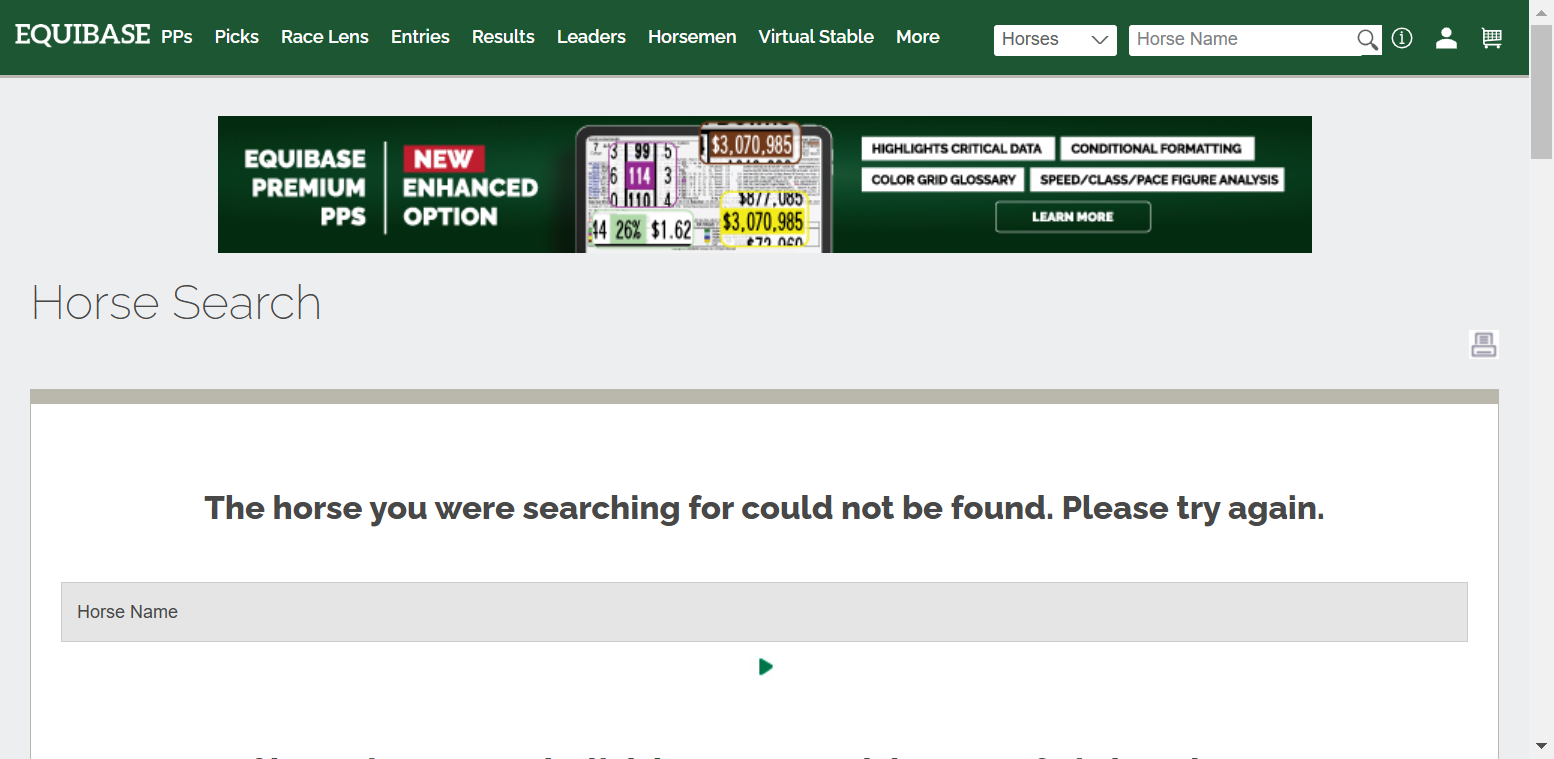 EQUIBASE PPs Picks Race Lens Entries Results Leaders Horsemen Virtual Stable More Horses Horse Name
EQUIBASE
PREMIUM
PPS
NEW
ENHANCED
OPTION
7
3 99 5
6 114 3
0 110 4
44 26% $1.62
$3,070,985
$877,085
$3,070,985
HIGHLIGHTS CRITICAL DATA CONDITIONAL FORMATTING
COLOR GRID GLOSSARY SPEED/CLASS/PACE FIGURE ANALYSIS
LEARN MORE
Horse Search
The horse you were searching for could not be found. Please try again.
Horse Name